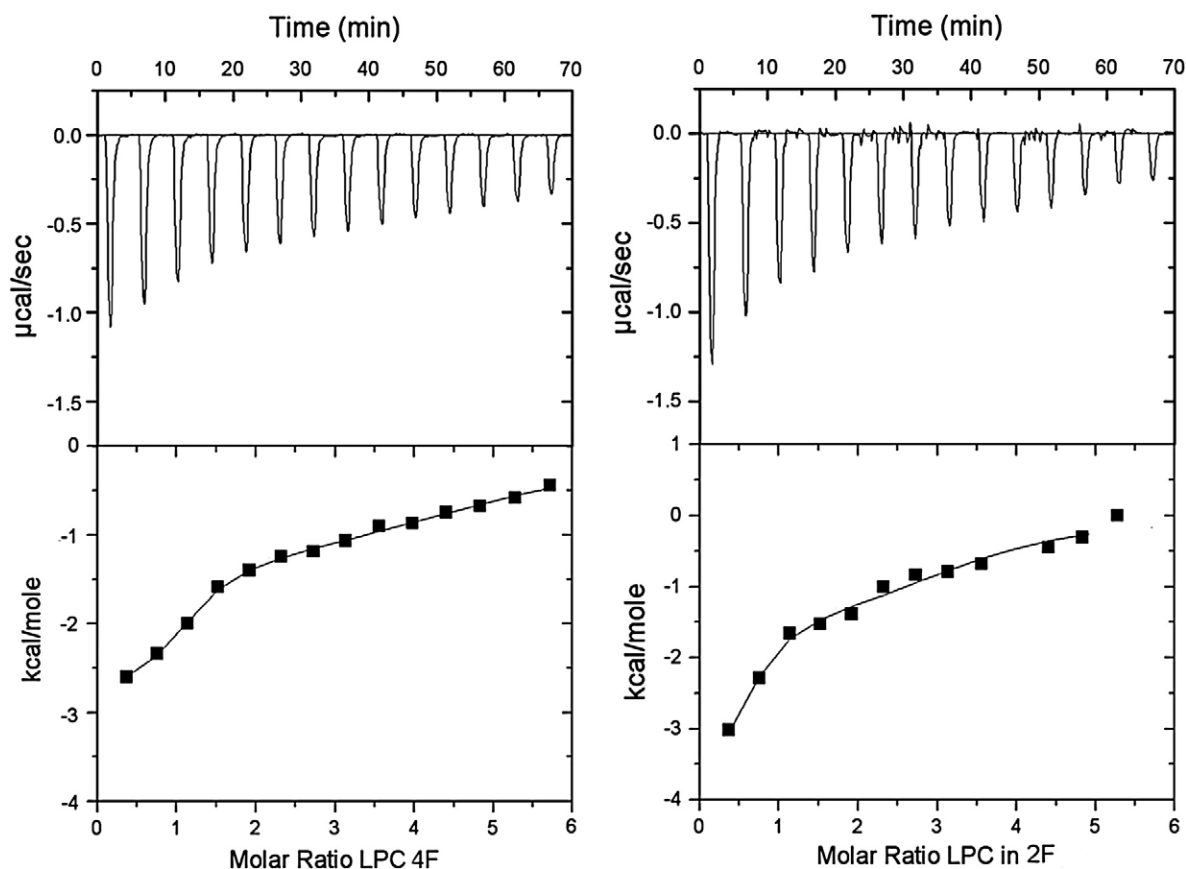 Time (min)
0 10 20 30 40 50 60 70
0.0
-0.5
-1.0
-1.5
µcal/sec
0
-1
-2
-3
-4
kcal/mole
0 1 2 3 4 5 6
Molar Ratio LPC 4F
Time (min)
0 10 20 30 40 50 60 70
0.0
-0.5
-1.0
-1.5
µcal/sec
1
0
-1
-2
-3
-4
kcal/mole
0 1 2 3 4 5 6
Molar Ratio LPC in 2F